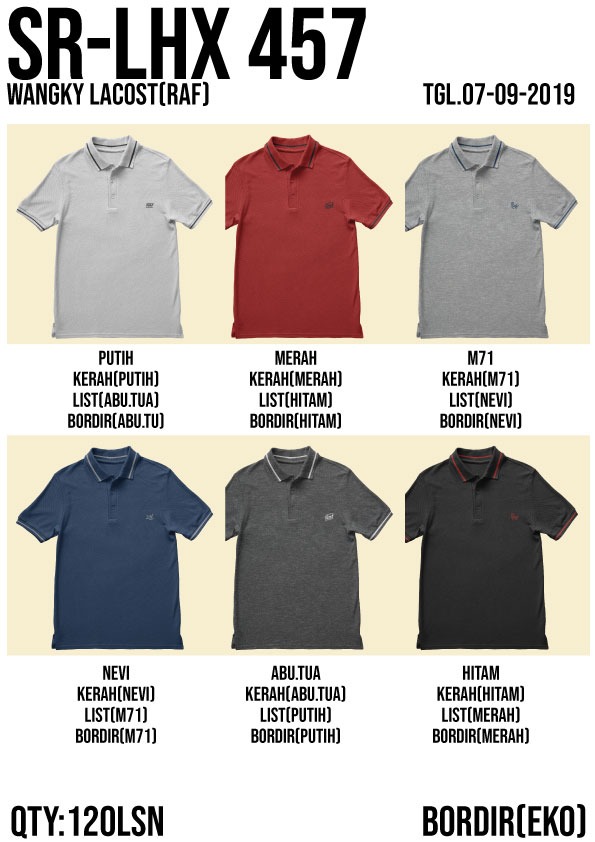 SR-LHX 457
WANGKY LACOST(RAF)
TGL.07-09-2019
PUTIH
KERAH(PUTIH)
LIST(ABU.TUA)
BORDIR(ABU.TU)
MERAH
KERAH(MERAH)
LIST(HITAM)
BORDIR(HITAM)
M71
KERAH(M71)
LIST(NEVI)
BORDIR(NEVI)
NEVI
KERAH(NEVI)
LIST(M71)
BORDIR(M71)
ABU.TUA
KERAH(ABU.TUA)
LIST(PUTIH)
BORDIR(PUTIH)
HITAM
KERAH(HITAM)
LIST(MERAH)
BORDIR(MERAH)
QTY:120LSN
BORDIR(EKO)